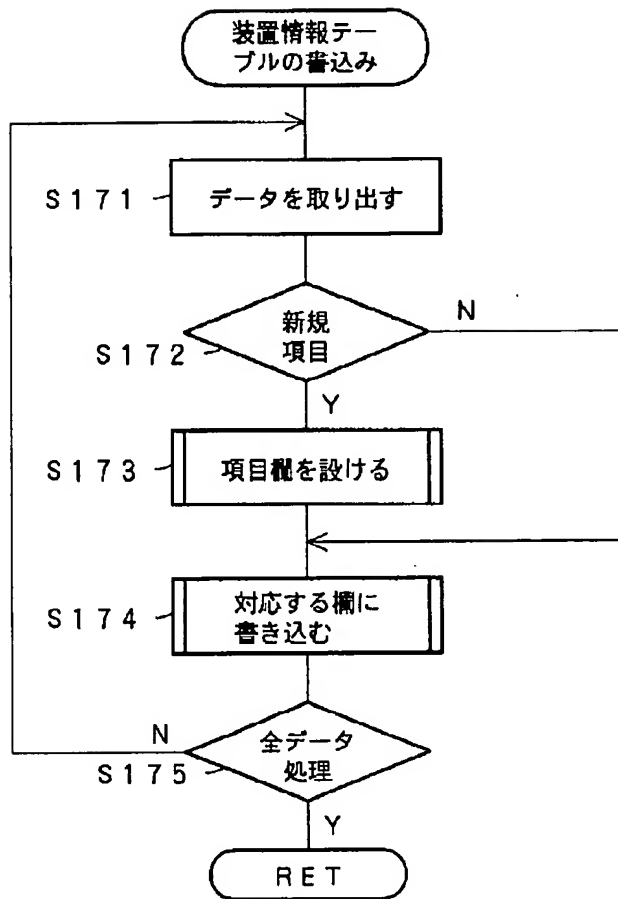 装置情報テー
ブルの書込み
S171
データを取り出す
新規
項目
N
S172
Y
S173
項目欄を設ける
S174
対応する欄に
書き込む
N
全データ
処理
S175
Y
RET